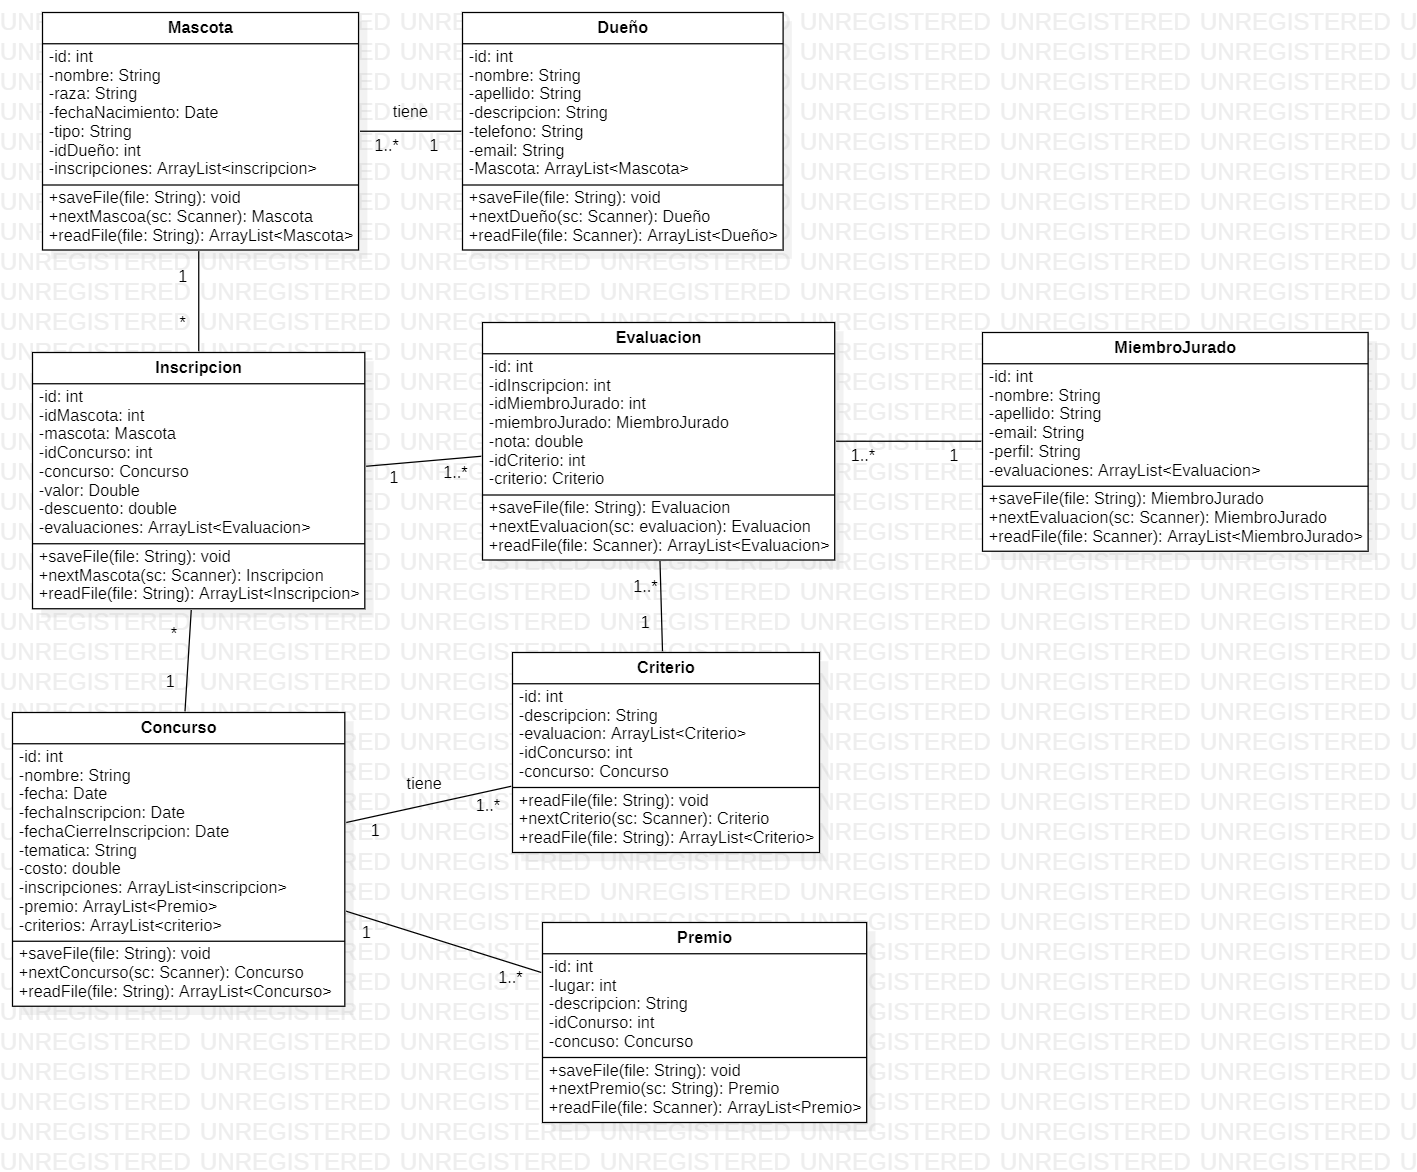 Mascota
-id: int
-nombre: String
-raza: String
-fechaNacimiento: Date
-tipo: String
-idDueño: int
-inscripciones: ArrayList<inscripcion>
+saveFile(file: String): void
+nextMascoa(sc: Scanner): Mascota
+readFile(file: String): ArrayList<Mascota>
tiene
1..*
1
Dueño
-id: int
-nombre: String
-apellido: String
-descripcion: String
-telefono: String
-email: String
-Mascota: ArrayList<Mascota>
+saveFile(file: String): void
+nextDueño(sc: Scanner): Dueño
+readFile(file: Scanner): ArrayList<Dueño>
1
*
Inscripcion
-id: int
-idMascota: int
-mascota: Mascota
-idConcurso: int
-concurso: Concurso
-valor: Double
-descuento: double
-evaluaciones: ArrayList<Evaluacion>
+saveFile(file: String): void
+nextMascota(sc: Scanner): Inscripcion
+readFile(file: String): ArrayList<Inscripcion>
1
1..*
Evaluacion
-id: int
-idInscripcion: int
-idMiembroJurado: int
-miembroJurado: MiembroJurado
-nota: double
-idCriterio: int
-criterio: Criterio
+saveFile(file: String): Evaluacion
+nextEvaluacion(sc: evaluacion): Evaluacion
+readFile(file: Scanner): ArrayList<Evaluacion>
1..*
1
MiembroJurado
-id: int
-nombre: String
-apellido: String
-email: String
-perfil: String
-evaluaciones: ArrayList<Evaluacion>
+saveFile(file: String): MiembroJurado
+nextEvaluacion(sc: Scanner): MiembroJurado
+readFile(file: Scanner): ArrayList<MiembroJurado>
1..*
1
*
1
Criterio
-id: int
-descripcion: String
-evaluacion: ArrayList<Criterio>
-idConcurso: int
-concurso: Concurso
+readFile(file: String): void
+nextCriterio(sc: Scanner): Criterio
+readFile(file: String): ArrayList<Criterio>
Concurso
-id: int
-nombre: String
-fecha: Date
-fechaInscripcion: Date
-fechaCierreInscripcion: Date
-tematica: String
-costo: double
-inscripciones: ArrayList<inscripcion>
-premio: ArrayList<Premio>
-criterios: ArrayList<criterio>
+saveFile(file: String): void
+nextConcurso(sc: Scanner): Concurso
+readFile(file: String): ArrayList<Concurso>
tiene
1..*
1
1
1..*
Premio
-id: int
-lugar: int
-descripcion: String
-idConurso: int
-concuso: Concurso
+saveFile(file: String): void
+nextPremio(sc: String): Premio
+readFile(file: Scanner): ArrayList<Premio>
UNREGISTERED